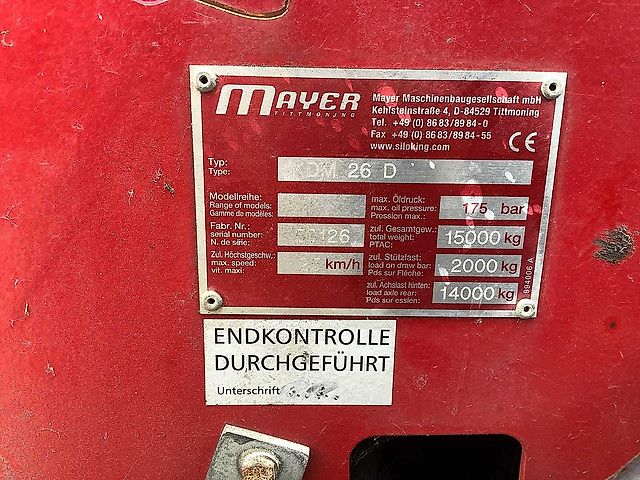 MAYER
TITTMONING
Mayer Maschinenbaugesellschaft mbH
Kehlsteinstraße 4, D-84529 Tittmoning
Tel. +49 (0) 86 83/89 84-0
Fax +49 (0) 86 83/89 84-55
www.siloking.com
CE
Typ:
Type:
KDM 26 D
Modellreihe:
Range of models:
Gamme de modèles:
Fabr. Nr.:
serial number:
N. de série:
Zul. Höchstgeschw.:
max. speed:
vit. maxi:
km/h
max. Öldruck:
max. oil pressure:
Pression max.:
175 bar
zul. Gesamtgew.:
total weight:
PTAC:
15000 kg
zul. Stützlast:
load on draw bar:
Pds sur Flèche:
2000 kg
zul. Achslast hinten:
load axle rear:
Pds sur essien:
14000 kg
994006 A
ENDKONTROLLE
DURCHGEFÜHRT
Unterschrift